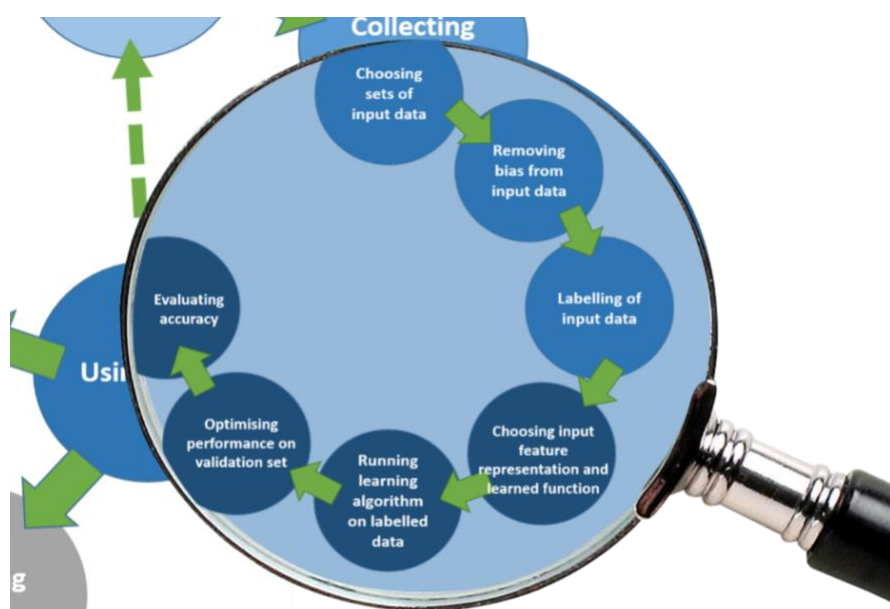 Collecting
Choosing
sets of
input data
Removing
bias from
input data
Labelling of
input data
Choosing input
feature
representation and
learned function
Running
learning
algorithm
on labelled
data
Optimising
performance on
validation set
Evaluating
accuracy
Usi
g